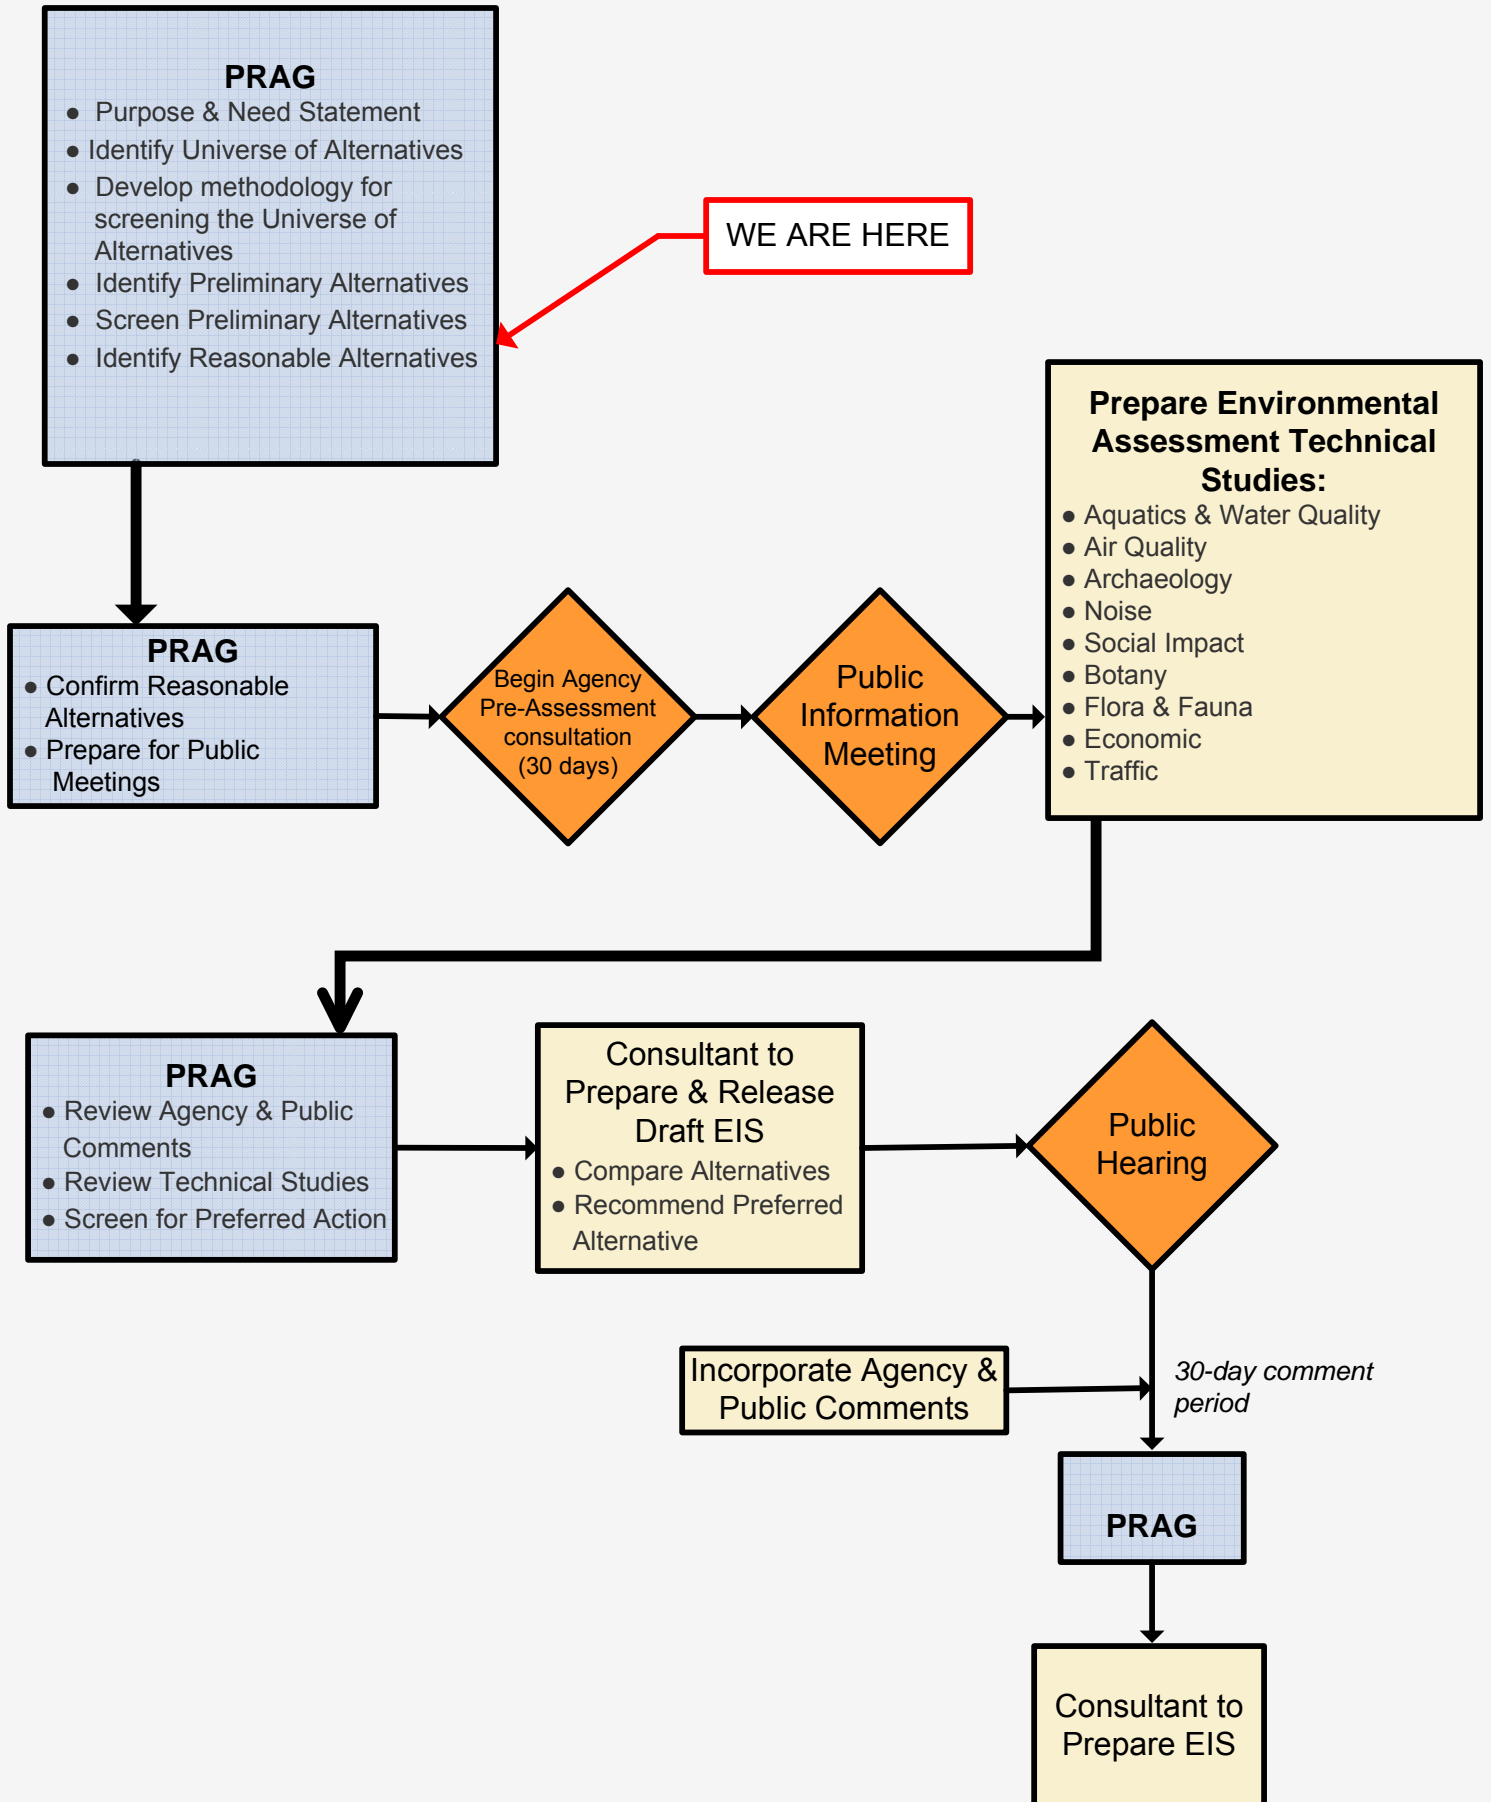 PRAG
● Purpose & Need Statement
● Identify Universe of Alternatives
● Develop methodology for
screening the Universe of
Alternatives
● Identify Preliminary Alternatives
● Screen Preliminary Alternatives
● Identify Reasonable Alternatives
WE ARE HERE
PRAG
● Confirm Reasonable
Alternatives
● Prepare for Public
Meetings
Begin Agency
Pre-Assessment
consultation
(30 days)
Public
Information
Meeting
Prepare Environmental
Assessment Technical
Studies:
● Aquatics & Water Quality
● Air Quality
● Archaeology
● Noise
● Social Impact
● Botany
● Flora & Fauna
● Economic
● Traffic
PRAG
● Review Agency & Public
Comments
● Review Technical Studies
● Screen for Preferred Action
Consultant to
Prepare & Release
Draft EIS
● Compare Alternatives
● Recommend Preferred
Alternative
Public
Hearing
Incorporate Agency &
Public Comments
30-day comment
period
PRAG
Consultant to
Prepare EIS